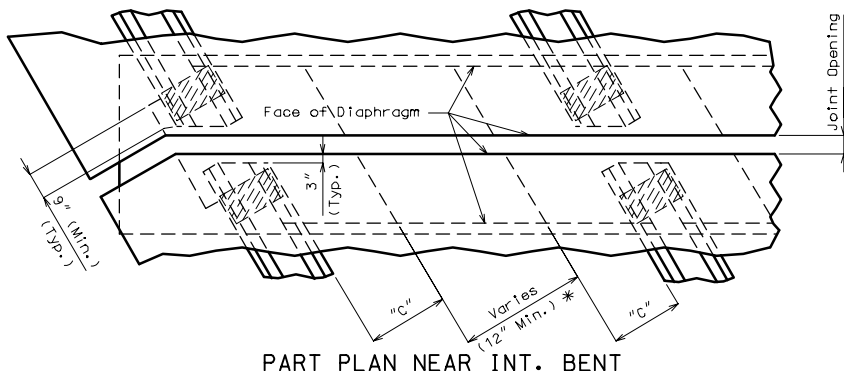 Joint Opening
Face of Diaphragm
9" (Min.)
(Typ.)
3"
(Typ.)
"C"
Varies
(12" Min.) *
"C"
PART PLAN NEAR INT. BENT